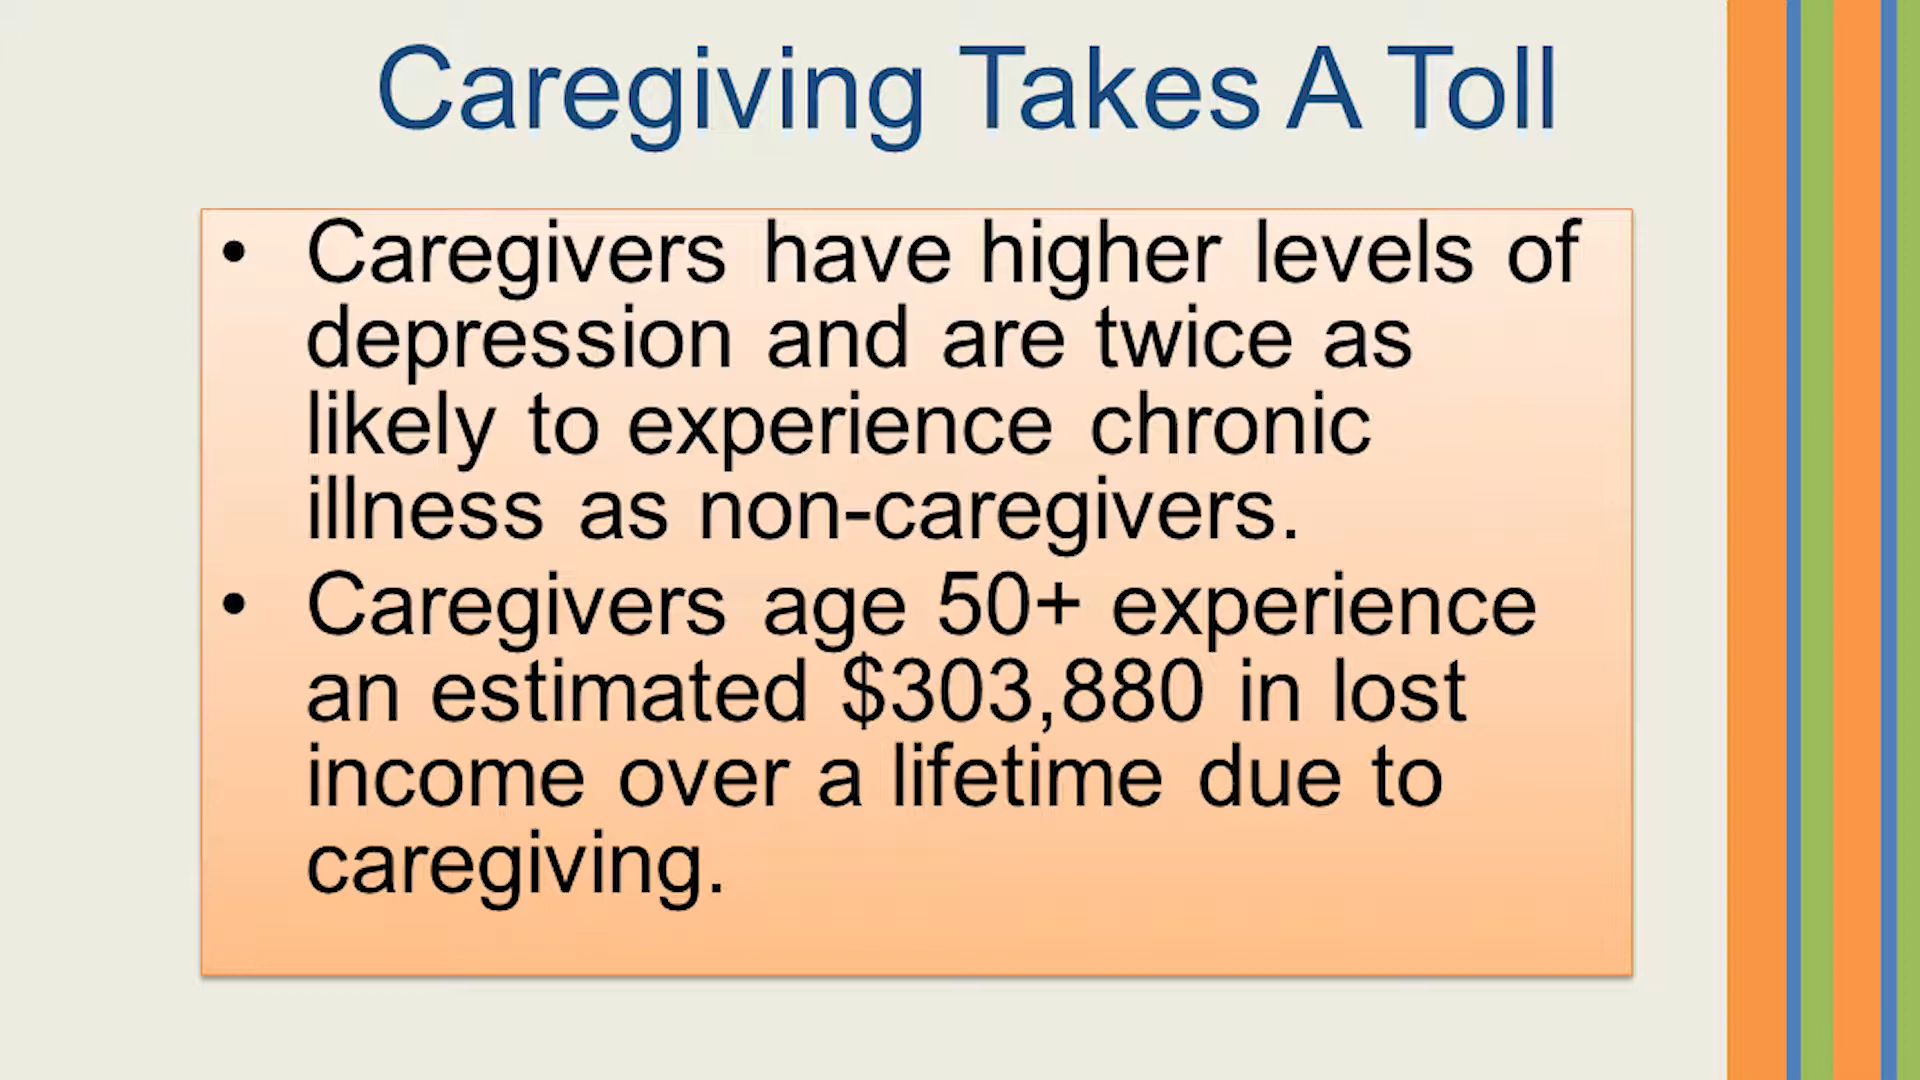 Caregiving Takes A Toll
• Caregivers have higher levels of
depression and are twice as
likely to experience chronic
illness as non-caregivers.
• Caregivers age 50+ experience
an estimated $303,880 in lost
income over a lifetime due to
caregiving.